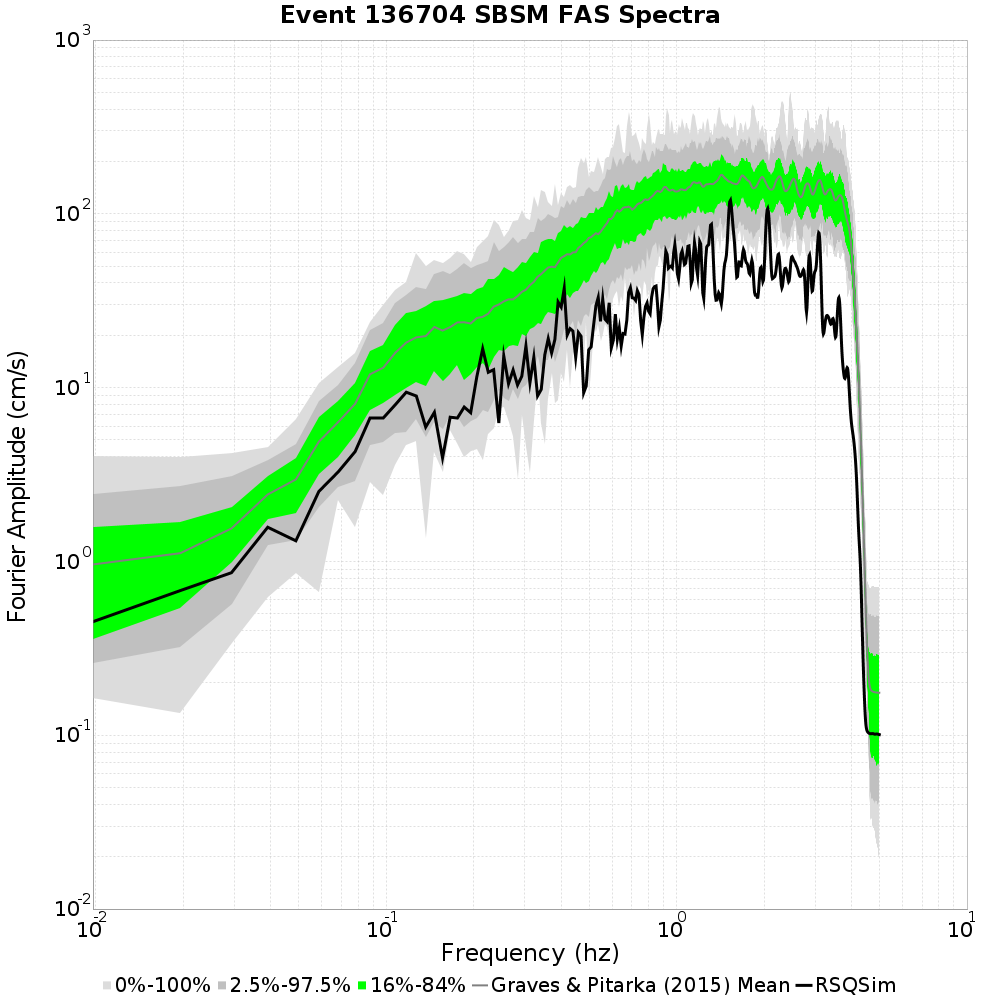 Event 136704 SBSM FAS Spectra
10^3
10^2
10^1
10^0
10^-1
10^-2
Fourier Amplitude (cm/s)
10^-2
10^-1
10^0
10^1
Frequency (hz)
0%-100% 2.5%-97.5% 16%-84% Graves & Pitarka (2015) Mean RSQSim